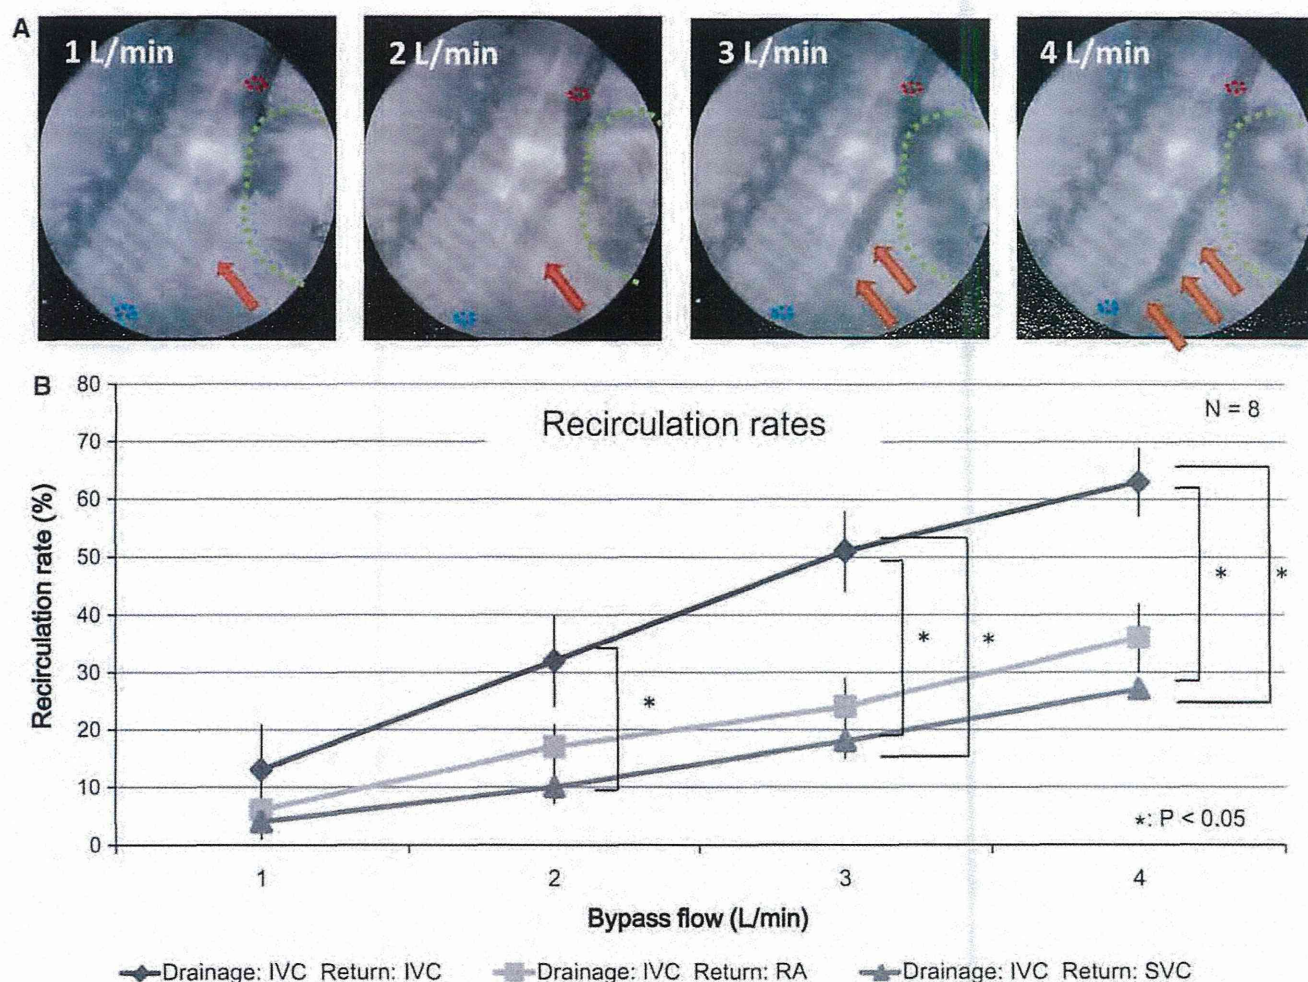 A
1 L/min
2 L/min
3 L/min
4 L/min
B
Recirculation rates
N = 8
Recirculation rate (%)
80
70
60
50
40
30
20
10
0
*
*
*
*
*
*: P < 0.05
1
2
3
4
Bypass flow (L/min)
Drainage: IVC Return: IVC
Drainage: IVC Return: RA
Drainage: IVC Return: SVC